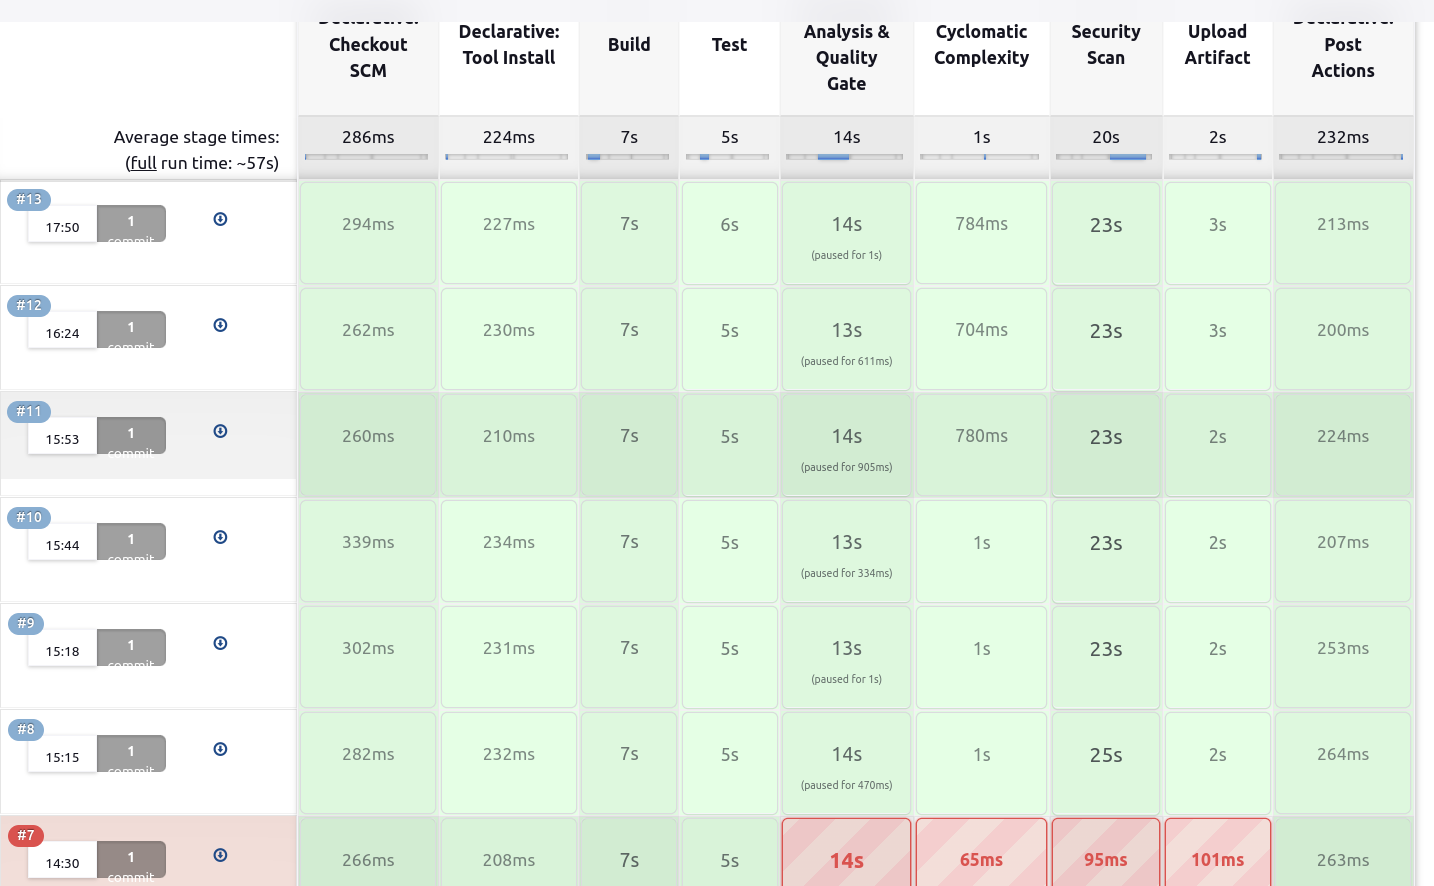 Declarative:
Checkout
SCM
Declarative:
Tool Install
Build
Test
Analysis &
Quality
Gate
Cyclomatic
Complexity
Security
Scan
Upload
Artifact
Declarative:
Post
Actions
Average stage times:
(full run time: ~57s)
286ms
224ms
7s
5s
14s
1s
20s
2s
232ms
#13
17:50
1
commit
294ms
227ms
7s
6s
14s
(paused for 1s)
784ms
23s
3s
213ms
#12
16:24
1
commit
262ms
230ms
7s
5s
13s
(paused for 611ms)
704ms
23s
3s
200ms
#11
15:53
1
commit
260ms
210ms
7s
5s
14s
(paused for 905ms)
780ms
23s
2s
224ms
#10
15:44
1
commit
339ms
234ms
7s
5s
13s
(paused for 334ms)
1s
23s
2s
207ms
#9
15:18
1
commit
302ms
231ms
7s
5s
13s
(paused for 1s)
1s
23s
2s
253ms
#8
15:15
1
commit
282ms
232ms
7s
5s
14s
(paused for 470ms)
1s
25s
2s
264ms
#7
14:30
1
commit
266ms
208ms
7s
5s
14s
65ms
95ms
101ms
263ms